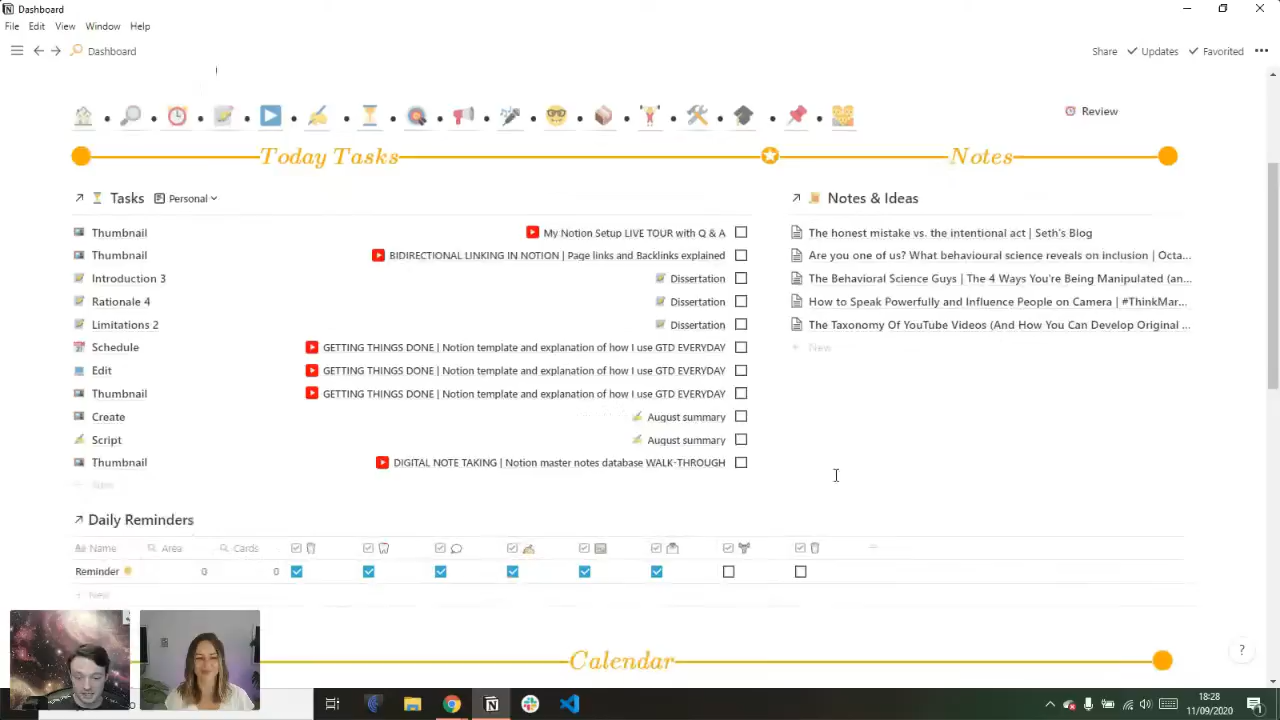 Dashboard
File Edit View Window Help
Dashboard
Share Updates Favorited
Review
Today Tasks
Notes
Tasks Personal
Notes & Ideas
Thumbnail My Notion Setup LIVE TOUR with Q & A
The honest mistake vs. the intentional act | Seth's Blog
Thumbnail BIDIRECTIONAL LINKING IN NOTION | Page links and Backlinks explained
Are you one of us? What behavioural science reveals on inclusion | Octa...
Introduction 3 Dissertation
The Behavioral Science Guys | The 4 Ways You're Being Manipulated (an...
Rationale 4 Dissertation
How to Speak Powerfully and Influence People on Camera | #ThinkMar...
Limitations 2 Dissertation
The Taxonomy Of YouTube Videos (And How You Can Develop Original ...
Schedule GETTING THINGS DONE | Notion template and explanation of how I use GTD EVERYDAY
New
Edit GETTING THINGS DONE | Notion template and explanation of how I use GTD EVERYDAY
Thumbnail GETTING THINGS DONE | Notion template and explanation of how I use GTD EVERYDAY
Create August summary
Script August summary
Thumbnail DIGITAL NOTE TAKING | Notion master notes database WALK-THROUGH
New
Daily Reminders
Aa Name Area Cards
Reminder 0 0
New
Calendar
?
18:28
11/09/2020